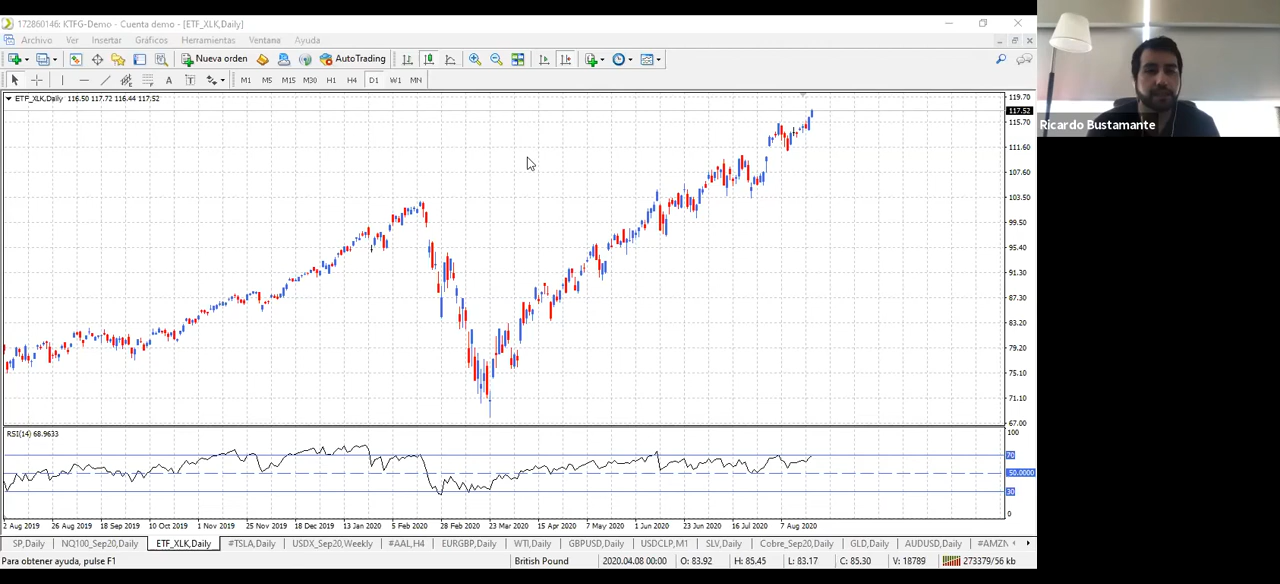 172860146: KTFG-Demo - Cuenta demo - [ETF_XLK,Daily]
Archivo Ver Insertar Gráficos Herramientas Ventana Ayuda
Nueva orden AutoTrading
A T M1 M5 M15 M30 H1 H4 D1 W1 MN
ETF_XLK,Daily 116.50 117.72 116.44 117.52
119.70
117.52
115.70
111.60
107.60
103.50
99.50
95.40
91.30
87.30
83.20
79.20
75.10
71.10
67.00
Ricardo Bustamante
RSI(14) 68.9633
100
70
50.0000
30
0
2 Aug 2019 26 Aug 2019 18 Sep 2019 10 Oct 2019 1 Nov 2019 25 Nov 2019 18 Dec 2019 13 Jan 2020 5 Feb 2020 28 Feb 2020 23 Mar 2020 15 Apr 2020 7 May 2020 1 Jun 2020 23 Jun 2020 16 Jul 2020 7 Aug 2020
SP,Daily NQ100_Sep20,Daily ETF_XLK,Daily #TSLA,Daily USDX_Sep20,Weekly #AAL,H4 EURGBP,Daily WTI,Daily GBPUSD,Daily USDCLP,M1 SLV,Daily Cobre_Sep20,Daily GLD,Daily AUDUSD,Daily #AMZN
Para obtener ayuda, pulse F1 British Pound 2020.04.08 00:00 O: 83.92 H: 85.45 L: 83.17 C: 85.30 V: 18789 273379/56 kb